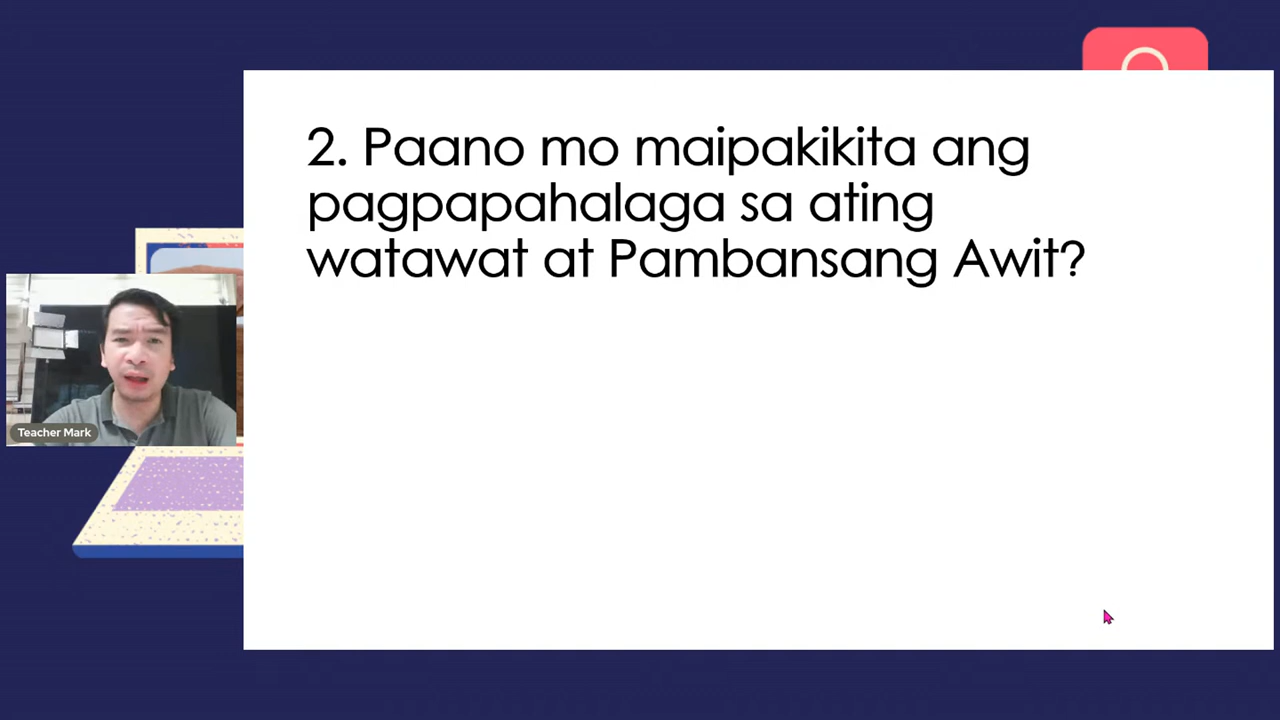 2. Paano mo maipakikita ang
pagpapahalaga sa ating
watawat at Pambansang Awit?
Teacher Mark